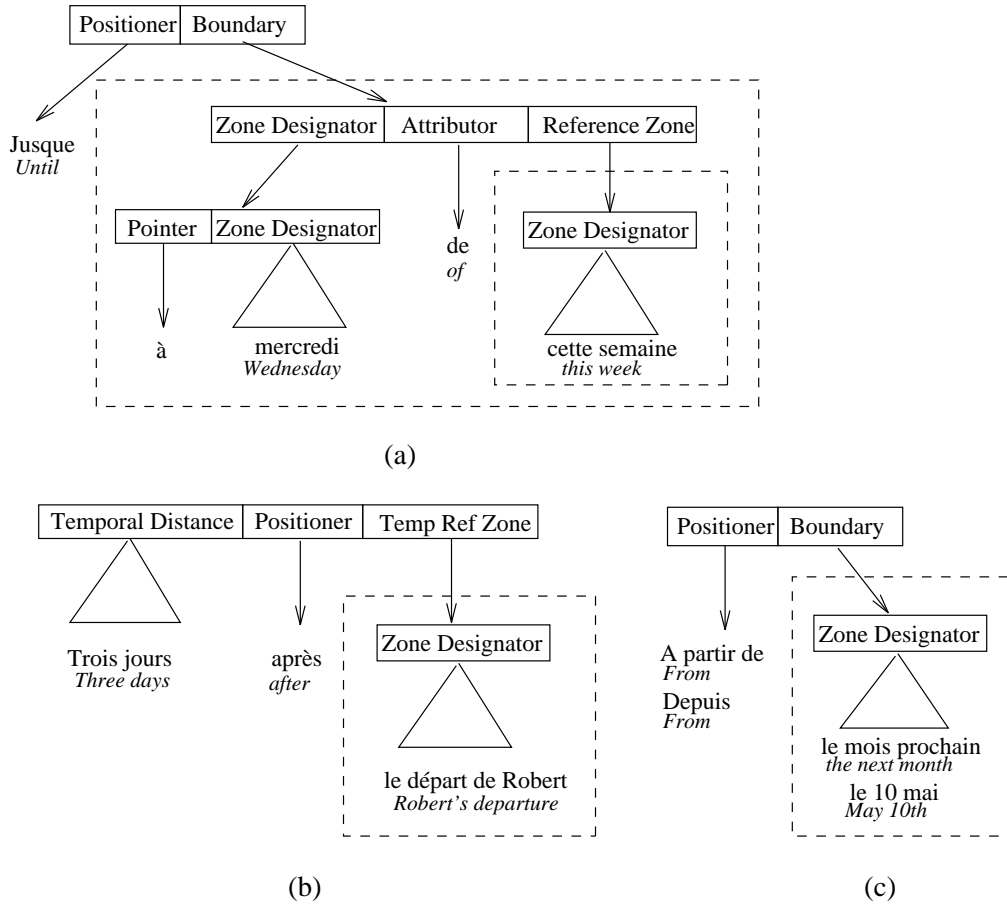 Positioner Boundary
Zone Designator Attributor Reference Zone
Jusque
Until
Pointer Zone Designator
de
of
Zone Designator
à
mercredi
Wednesday
cette semaine
this week
(a)
Temporal Distance Positioner Temp Ref Zone
Trois jours
Three days
après
after
Zone Designator
le départ de Robert
Robert's departure
(b)
Positioner Boundary
A partir de
From
Depuis
From
Zone Designator
le mois prochain
the next month
le 10 mai
May 10th
(c)